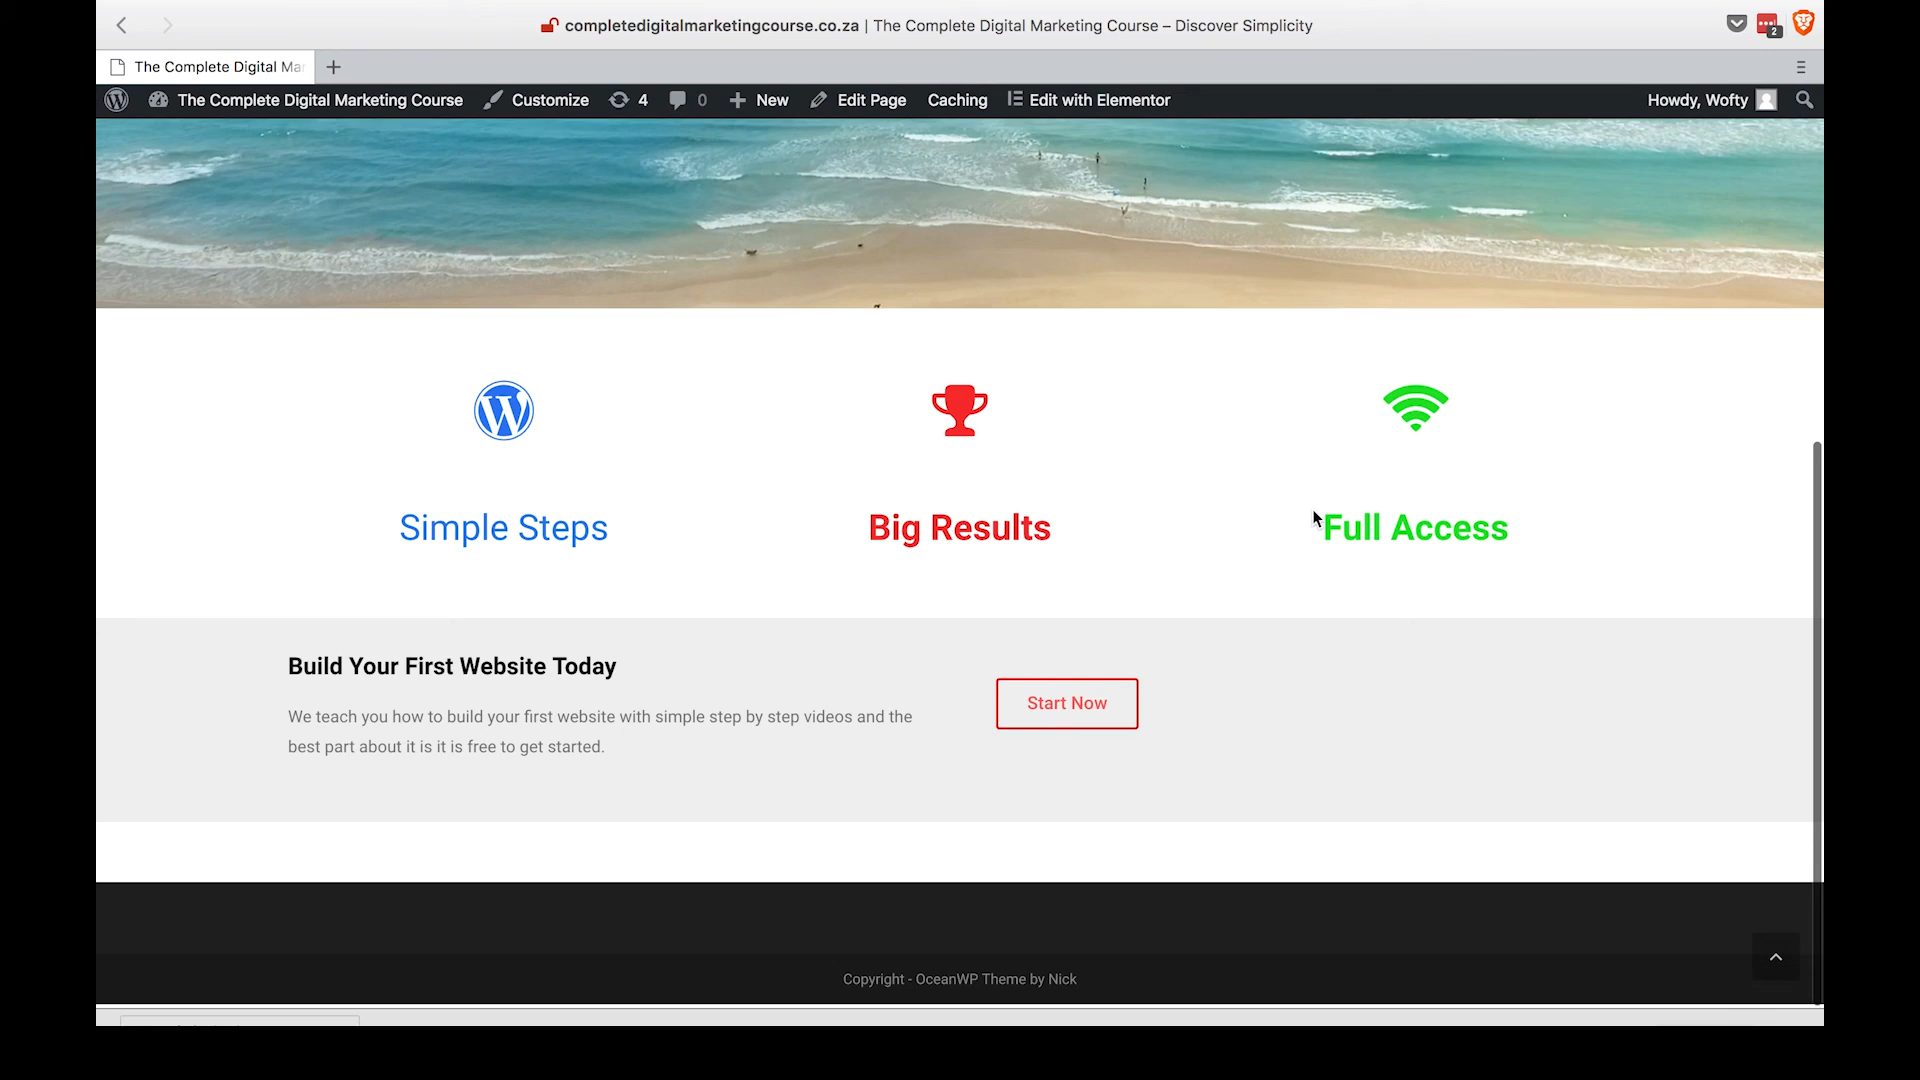 completedigitalmarketingcourse.co.za | The Complete Digital Marketing Course – Discover Simplicity
2
The Complete Digital Mar
The Complete Digital Marketing Course Customize 4 0 New Edit Page Caching Edit with Elementor Howdy, Wofty
Simple Steps Big Results Full Access
Build Your First Website Today
We teach you how to build your first website with simple step by step videos and the
best part about it is it is free to get started.
Start Now
Copyright - OceanWP Theme by Nick